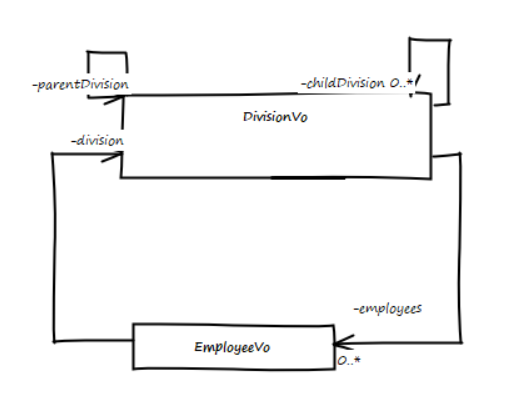 -parentDivision
-childDivision 0..*
DivisionVo
-division
-employees
EmployeeVo
0..*